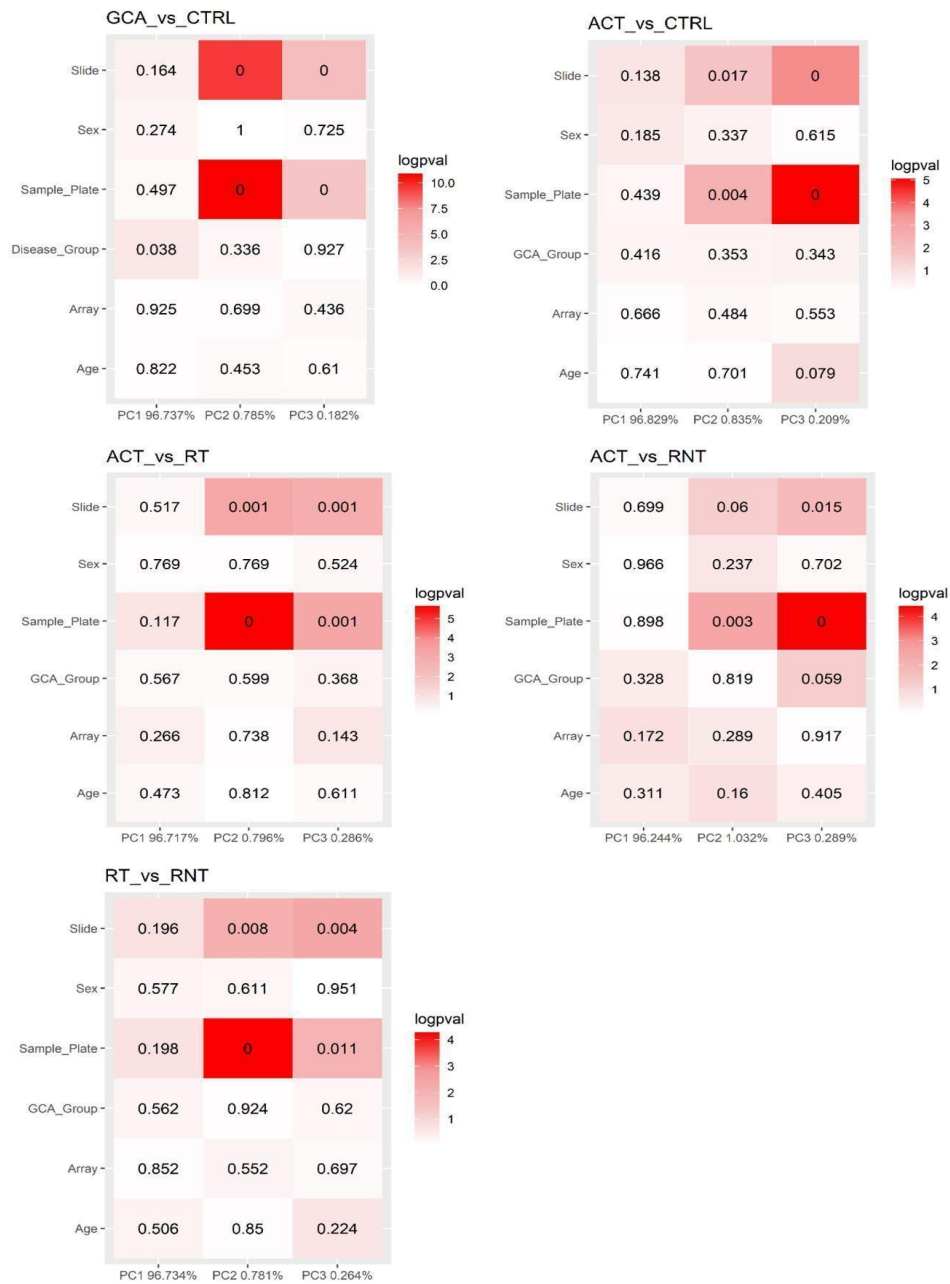 GCA_vs_CTRL
Slide 0.164 0 0
Sex 0.274 1 0.725
Sample_Plate 0.497 0 0
Disease_Group 0.038 0.336 0.927
Array 0.925 0.699 0.436
Age 0.822 0.453 0.61
PC1 96.737% PC2 0.785% PC3 0.182%
logpval
10.0
7.5
5.0
2.5
0.0
ACT_vs_CTRL
Slide 0.138 0.017 0
Sex 0.185 0.337 0.615
Sample_Plate 0.439 0.004 0
GCA_Group 0.416 0.353 0.343
Array 0.666 0.484 0.553
Age 0.741 0.701 0.079
PC1 96.829% PC2 0.835% PC3 0.209%
logpval
5
4
3
2
1
ACT_vs_RT
Slide 0.517 0.001 0.001
Sex 0.769 0.769 0.524
Sample_Plate 0.117 0 0.001
GCA_Group 0.567 0.599 0.368
Array 0.266 0.738 0.143
Age 0.473 0.812 0.611
PC1 96.717% PC2 0.796% PC3 0.286%
logpval
5
4
3
2
1
ACT_vs_RNT
Slide 0.699 0.06 0.015
Sex 0.966 0.237 0.702
Sample_Plate 0.898 0.003 0
GCA_Group 0.328 0.819 0.059
Array 0.172 0.289 0.917
Age 0.311 0.16 0.405
PC1 96.244% PC2 1.032% PC3 0.289%
logpval
4
3
2
1
RT_vs_RNT
Slide 0.196 0.008 0.004
Sex 0.577 0.611 0.951
Sample_Plate 0.198 0 0.011
GCA_Group 0.562 0.924 0.62
Array 0.852 0.552 0.697
Age 0.506 0.85 0.224
PC1 96.734% PC2 0.781% PC3 0.264%
logpval
4
3
2
1